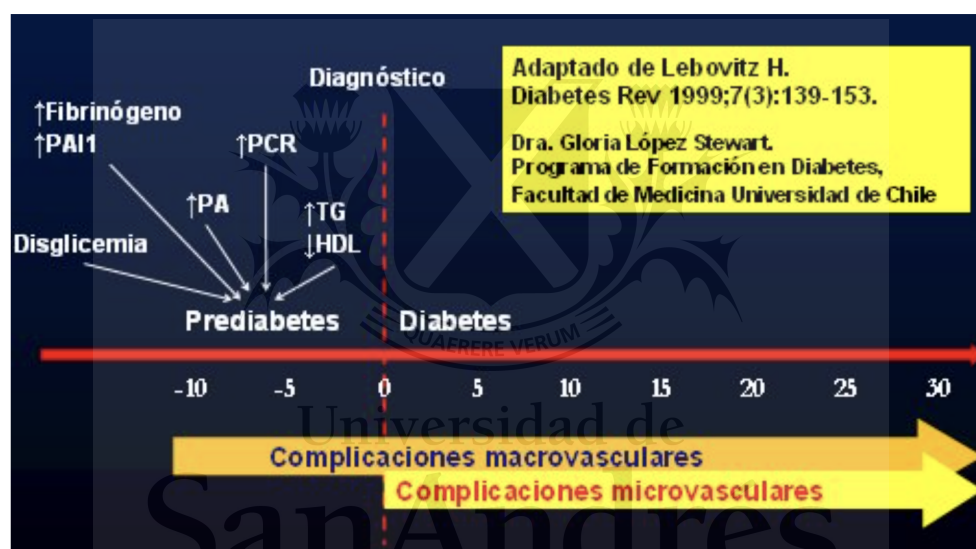 Diagnóstico
Adaptado de Lebovitz H.
Diabetes Rev 1999;7(3):139-153.
Dra. Gloria López Stewart.
Programa de Formación en Diabetes,
Facultad de Medicina Universidad de Chile
↑Fibrinógeno
↑PAI1
↑PCR
↑PA
↑TG
↓HDL
Disglicemia
Prediabetes
Diabetes
QUAERERE VERUM
-10 -5 0 5 10 15 20 25 30
Universidad de
SanAndrés
Complicaciones macrovasculares
Complicaciones microvasculares